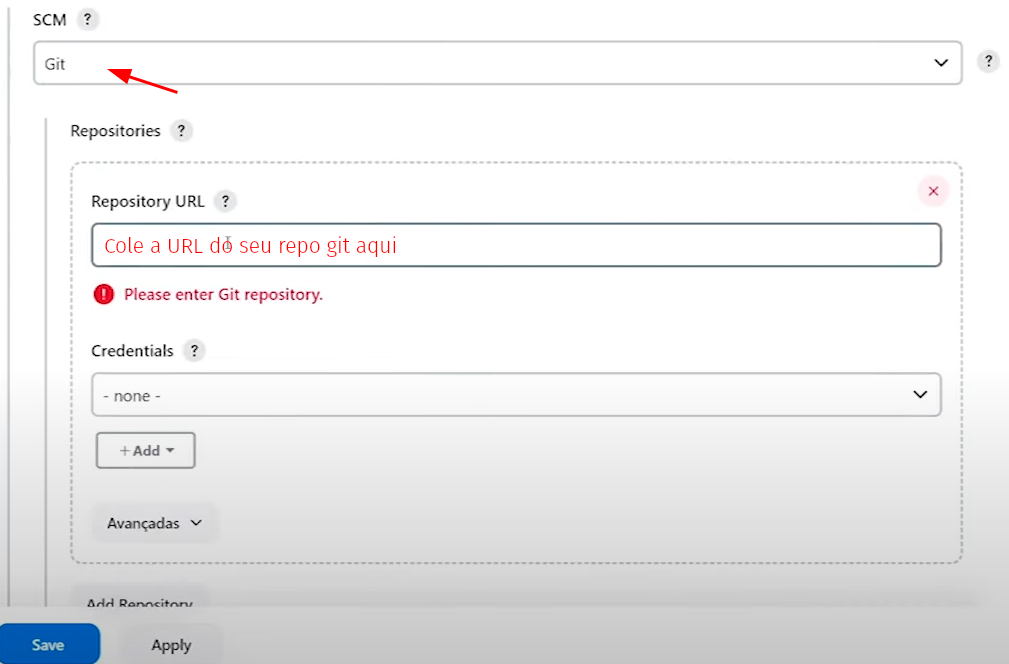 SCM ?
Git
?
Repositories ?
Repository URL ?
Cole a URL do seu repo git aqui
Please enter Git repository.
Credentials ?
- none -
+ Add
Avançadas
Add Repository
Save
Apply